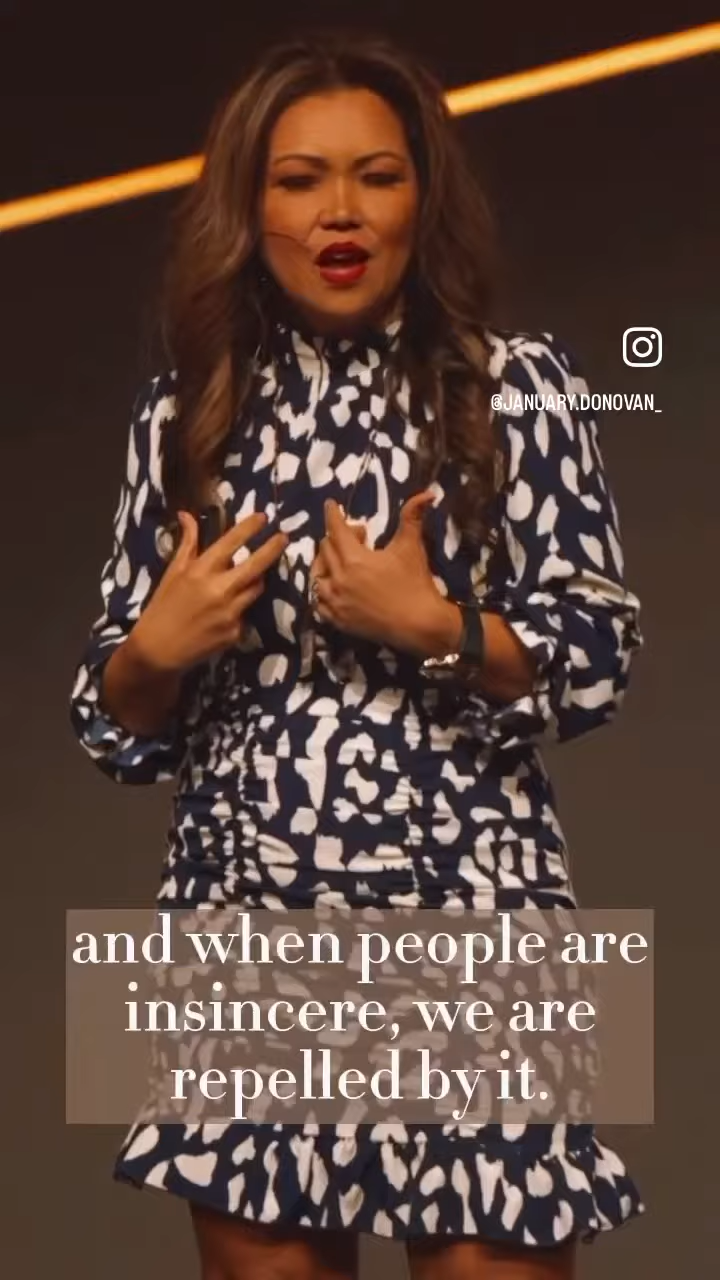 @JANUARY.DONOVAN_
and when people are
insincere, we are
repelled by it.